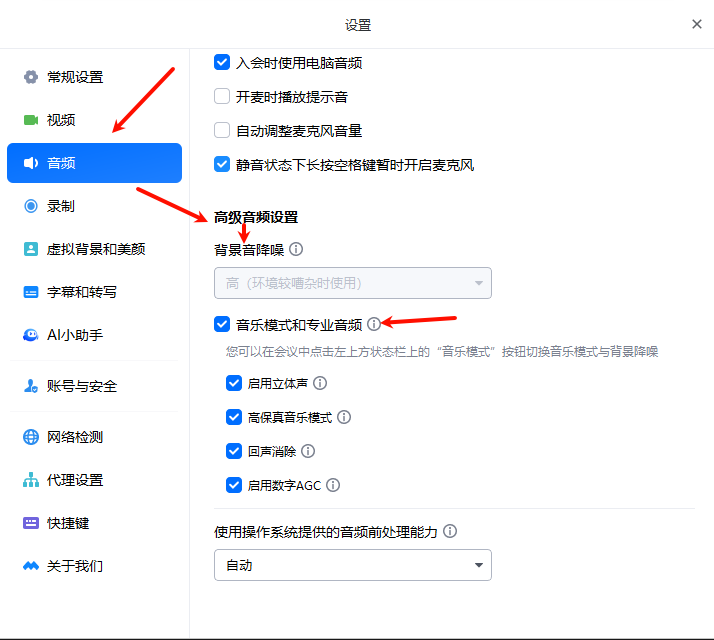 设置
常规设置
视频
音频
录制
虚拟背景和美颜
字幕和转写
AI小助手
账号与安全
网络检测
代理设置
快捷键
关于我们
入会时使用电脑音频
开麦时播放提示音
自动调整麦克风音量
静音状态下长按空格键暂时开启麦克风
高级音频设置
背景音降噪
高（环境较嘈杂时使用）
音乐模式和专业音频
您可以在会议中点击左上方状态栏上的“音乐模式”按钮切换音乐模式与背景降噪
启用立体声
高保真音乐模式
回声消除
启用数字AGC
使用操作系统提供的音频前处理能力
自动